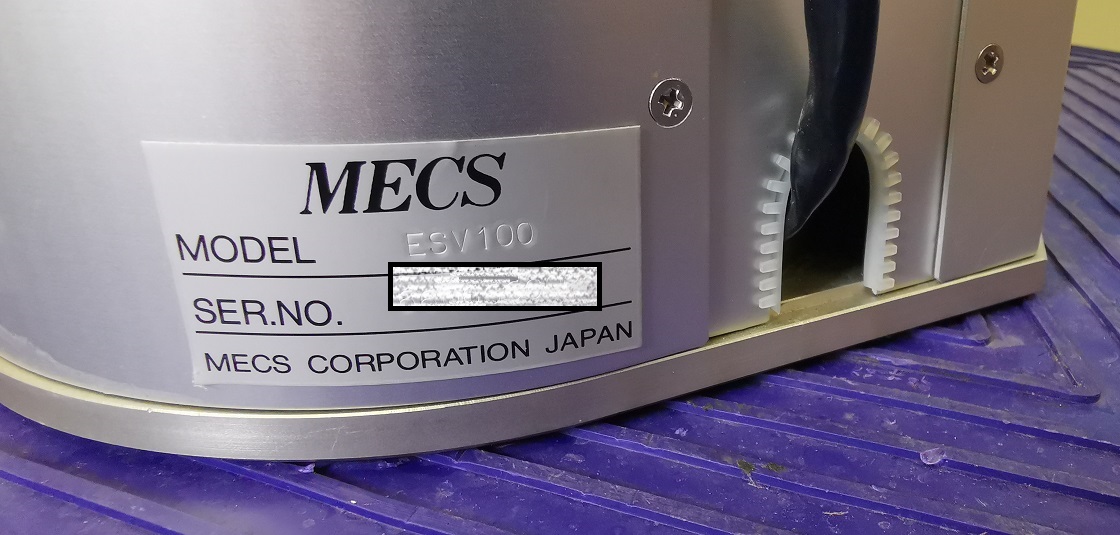 MECS
MODEL ESV100
SER.NO.
MECS CORPORATION JAPAN